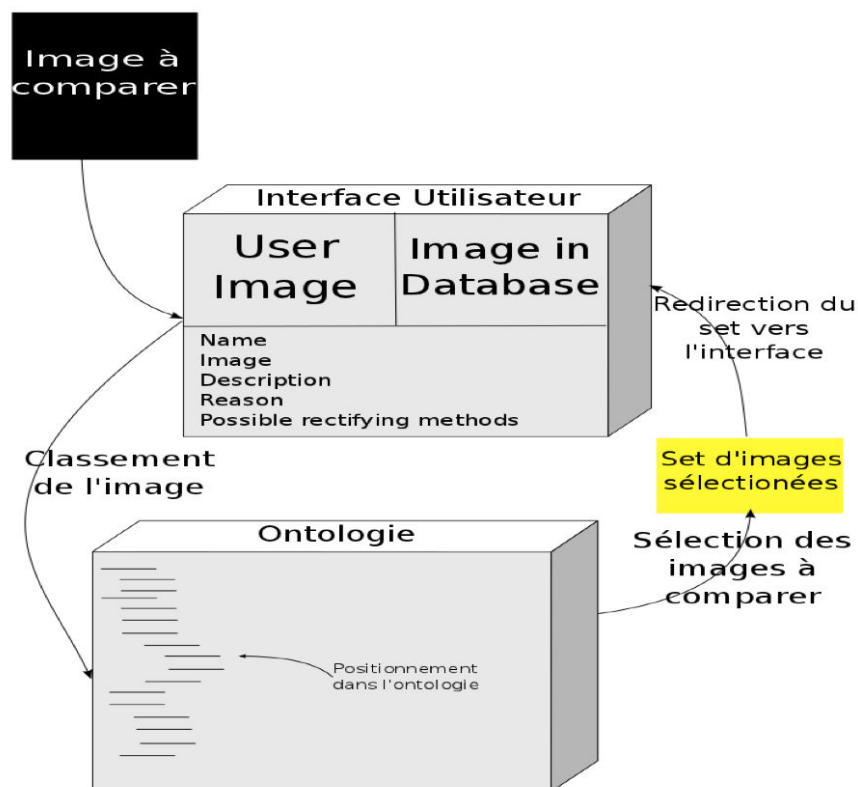 Image à
comparer
Interface Utilisateur
User
Image
Image in
Database
Name
Image
Description
Reason
Possible rectifying methods
Redirection du
set vers
l'interface
Classement
de l'image
Set d'images
sélectionées
Sélection des
images à
comparer
Ontologie
Positionnement
dans l'ontologie